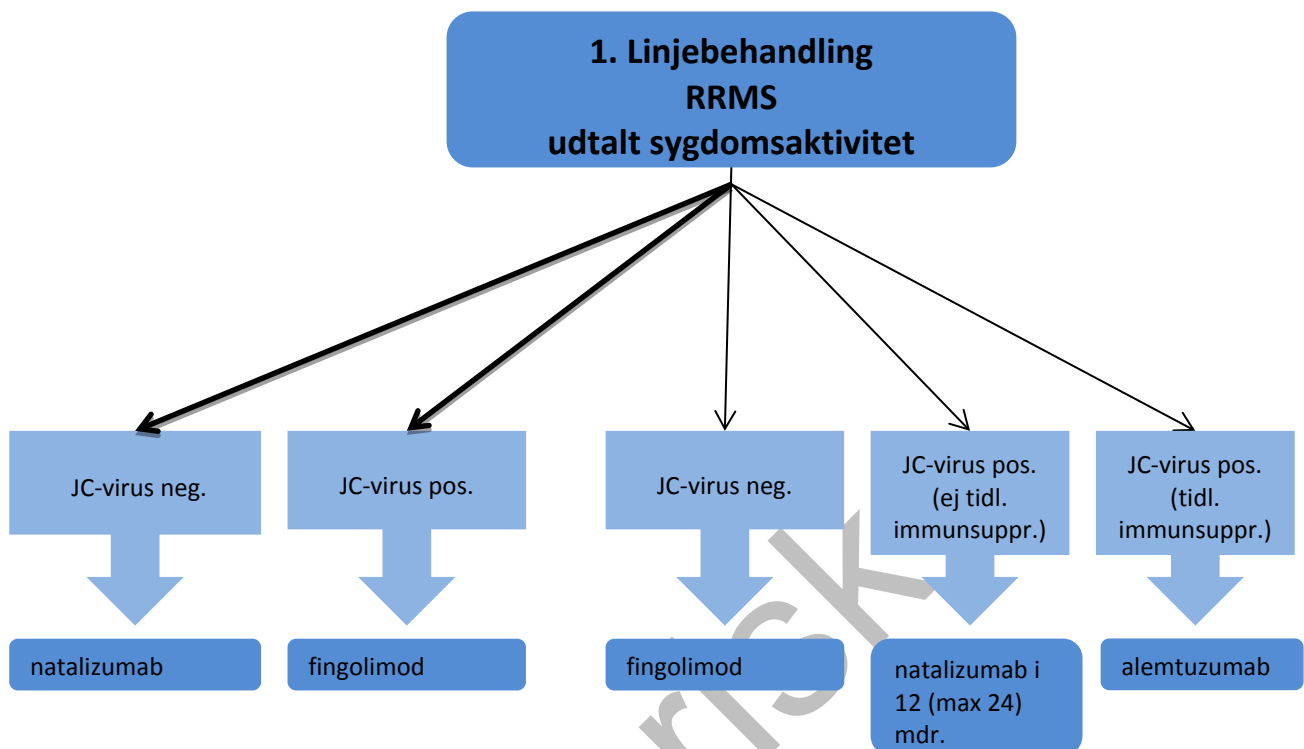 1. Linjebehandling
RRMS
udtalt sygdomsaktivitet
JC-virus neg.
JC-virus pos.
JC-virus neg.
JC-virus pos.
(ej tidl.
immunsuppr.)
JC-virus pos.
(tidl.
immunsuppr.)
natalizumab
fingolimod
fingolimod
natalizumab i
12 (max 24)
mdr.
alemtuzumab